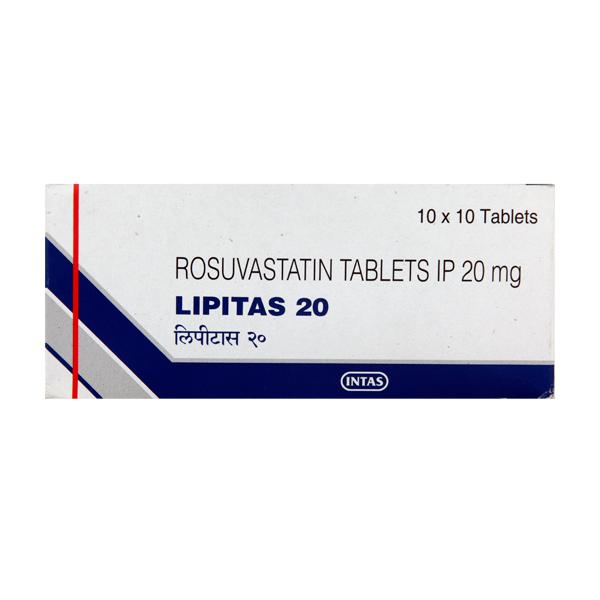 10 x 10 Tablets
ROSUVASTATIN TABLETS IP 20 mg
LIPITAS 20
लिपीटास २०
INTAS